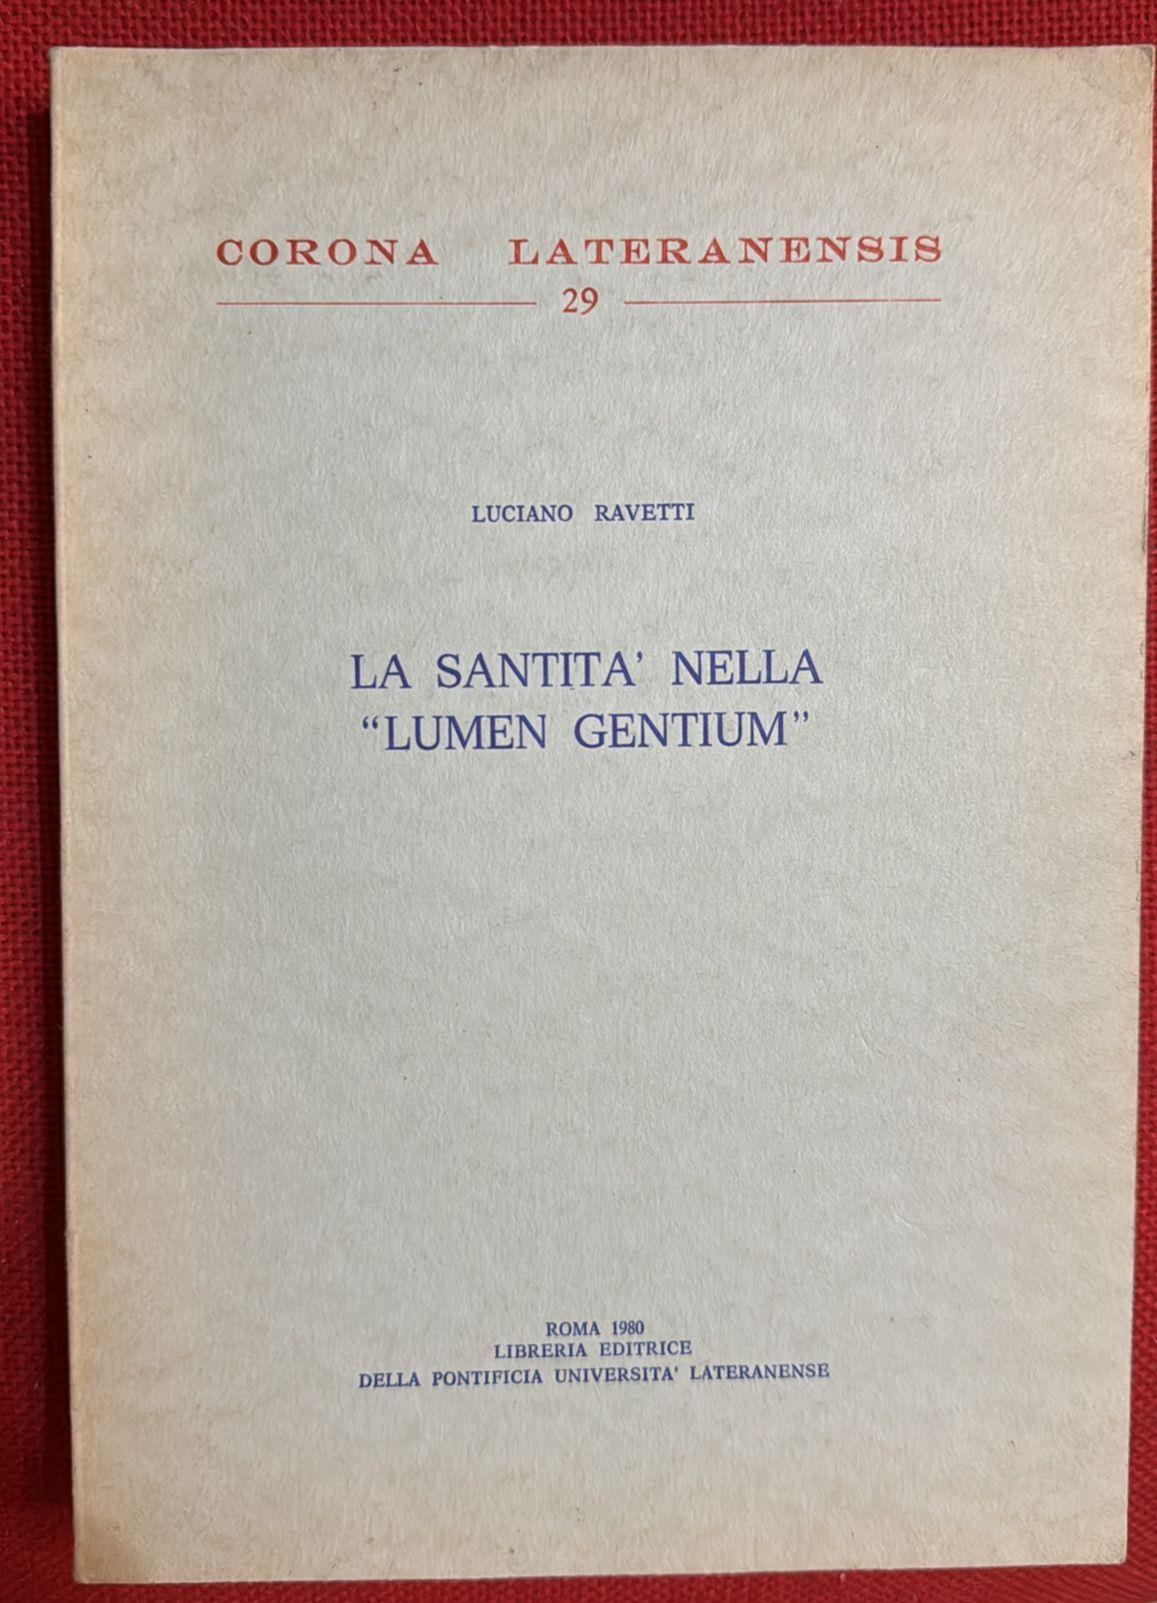 CORONA LATERANENSIS
29
LUCIANO RAVETTI
LA SANTITA' NELLA
“LUMEN GENTIUM”
ROMA 1980
LIBRERIA EDITRICE
DELLA PONTIFICIA UNIVERSITA' LATERANENSE